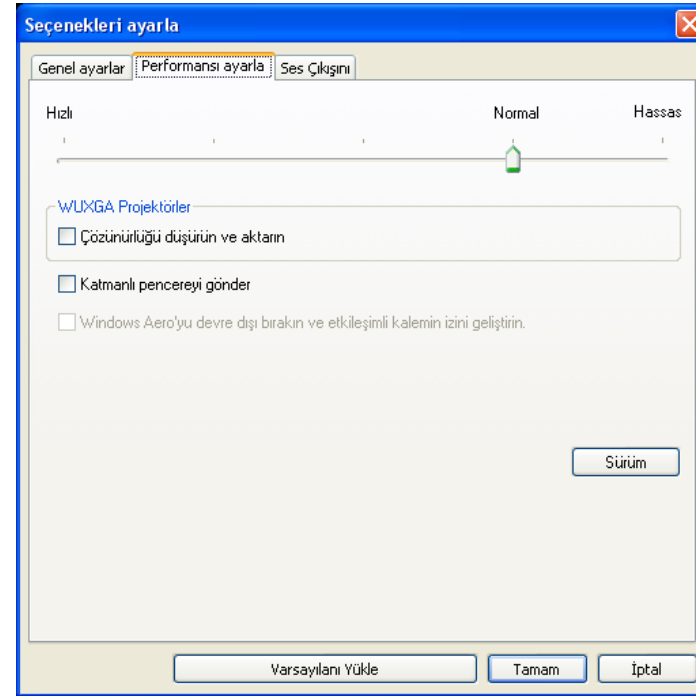 Seçenekleri ayarla
Genel ayarlar Performansı ayarla Ses Çıkışını
Hızlı Normal Hassas
WUXGA Projektörler
Çözünürlüğü düşürün ve aktarın
Katmanlı pencereyi gönder
Windows Aero'yu devre dışı bırakın ve etkileşimli kalemin izini geliştirin.
Sürüm
Varsayılanı Yükle Tamam İptal